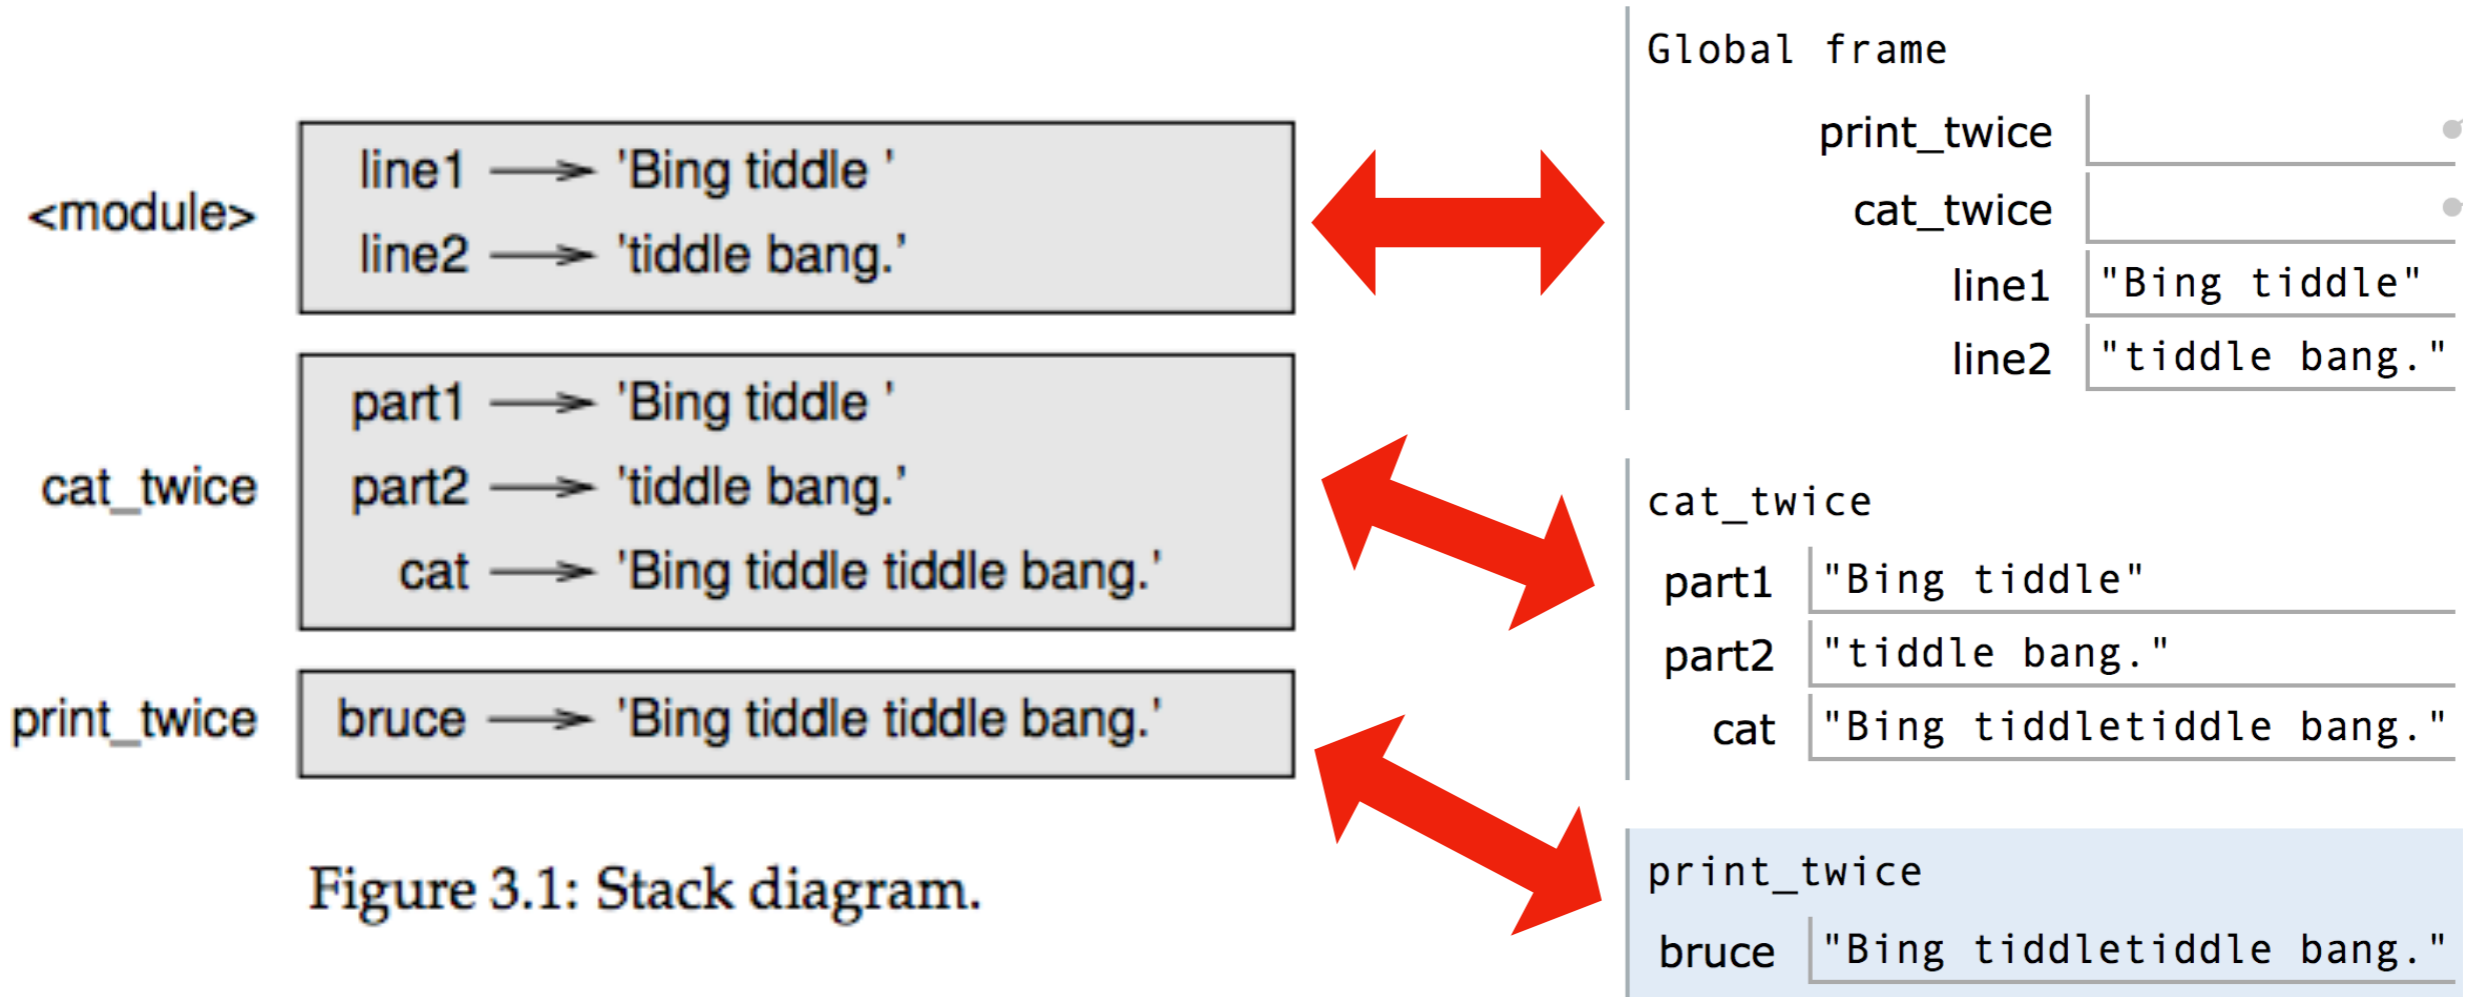 <module>
line1 → 'Bing tiddle '
line2 → 'tiddle bang.'
cat_twice
part1 → 'Bing tiddle '
part2 → 'tiddle bang.'
cat → 'Bing tiddle tiddle bang.'
print_twice
bruce → 'Bing tiddle tiddle bang.'
Figure 3.1: Stack diagram.
Global frame
print_twice
cat_twice
line1 "Bing tiddle"
line2 "tiddle bang."
cat_twice
part1 "Bing tiddle"
part2 "tiddle bang."
cat "Bing tiddletiddle bang."
print_twice
bruce "Bing tiddletiddle bang."